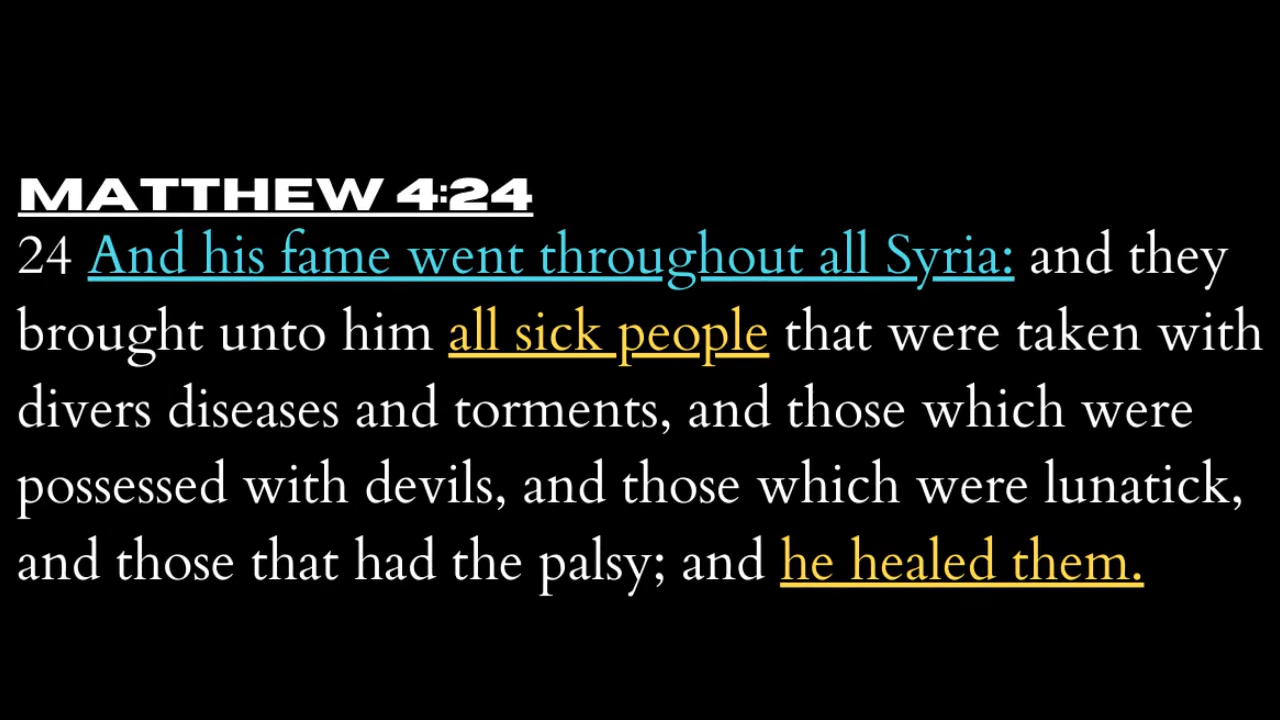 MATTHEW 4:24
24 And his fame went throughout all Syria: and they
brought unto him all sick people that were taken with
divers diseases and torments, and those which were
possessed with devils, and those which were lunatick,
and those that had the palsy; and he healed them.